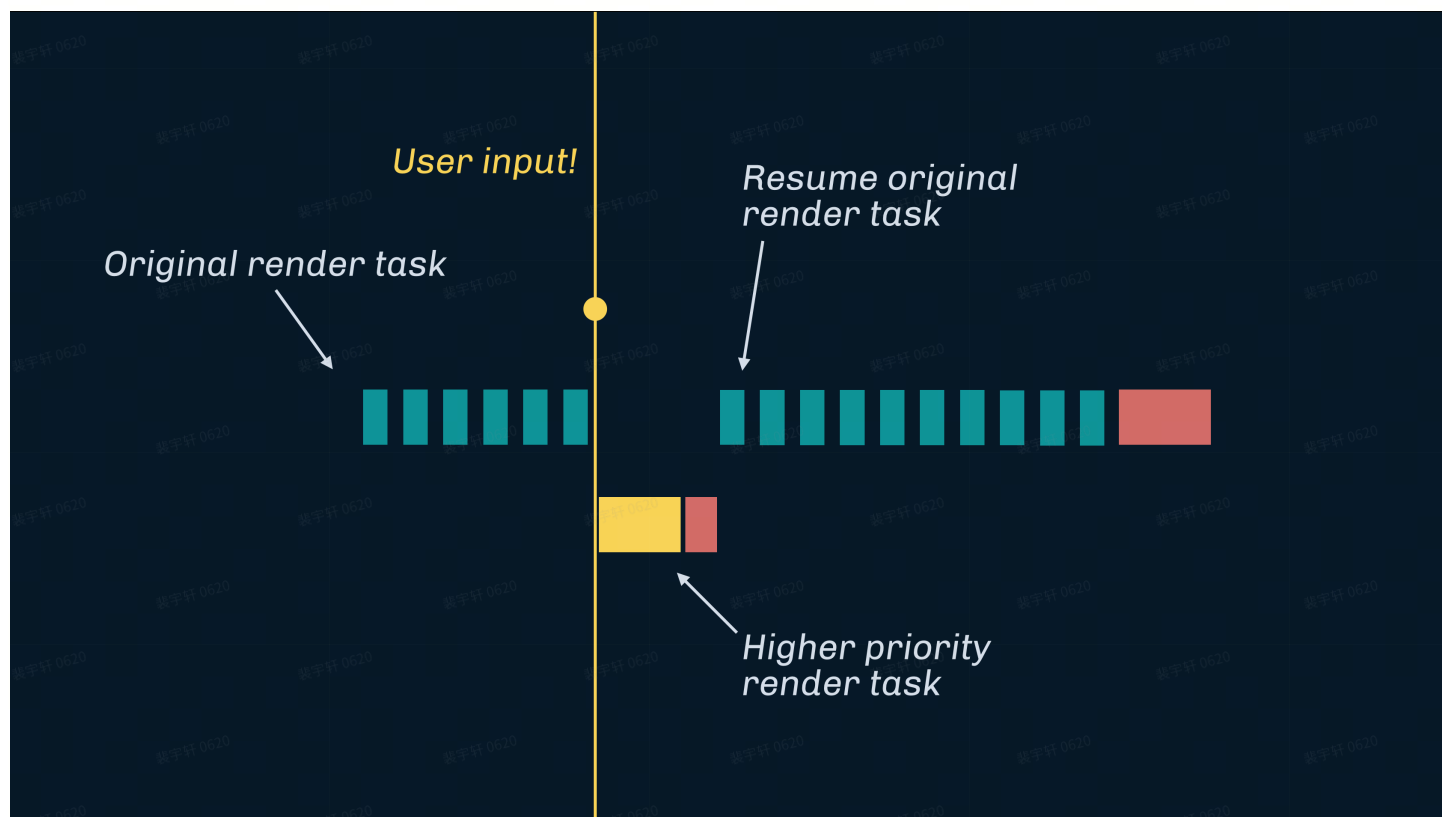 User input!
Resume original
render task
Original render task
Higher priority
render task